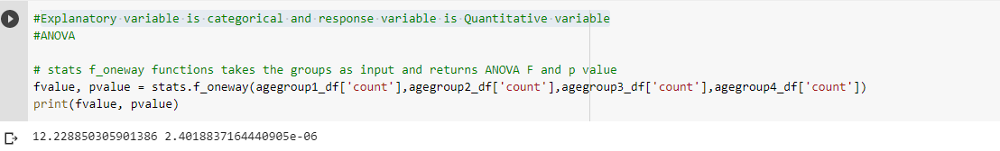 #Explanatory variable is categorical and response variable is Quantitative variable
#ANOVA
# stats f_oneway functions takes the groups as input and returns ANOVA F and p value
fvalue, pvalue = stats.f_oneway(agegroup1_df['count'],agegroup2_df['count'],agegroup3_df['count'],agegroup4_df['count'])
print(fvalue, pvalue)
12.228850305901386 2.4018837164440905e-06